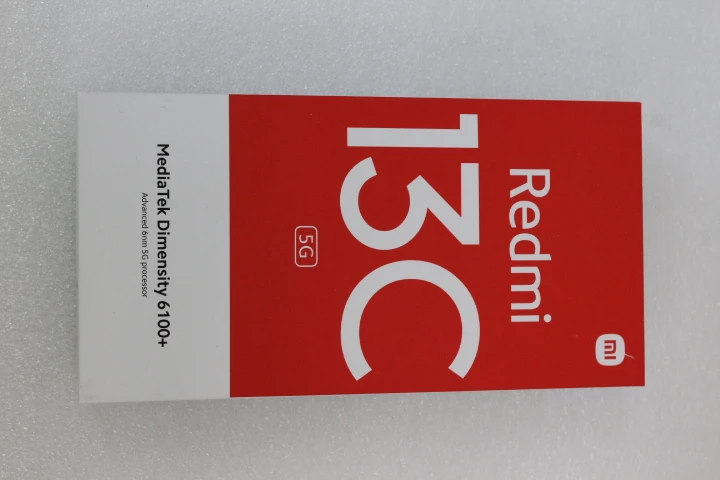 mi
Redmi
13C
5G
MediaTek Dimensity 6100+
Advanced 6nm 5G processor